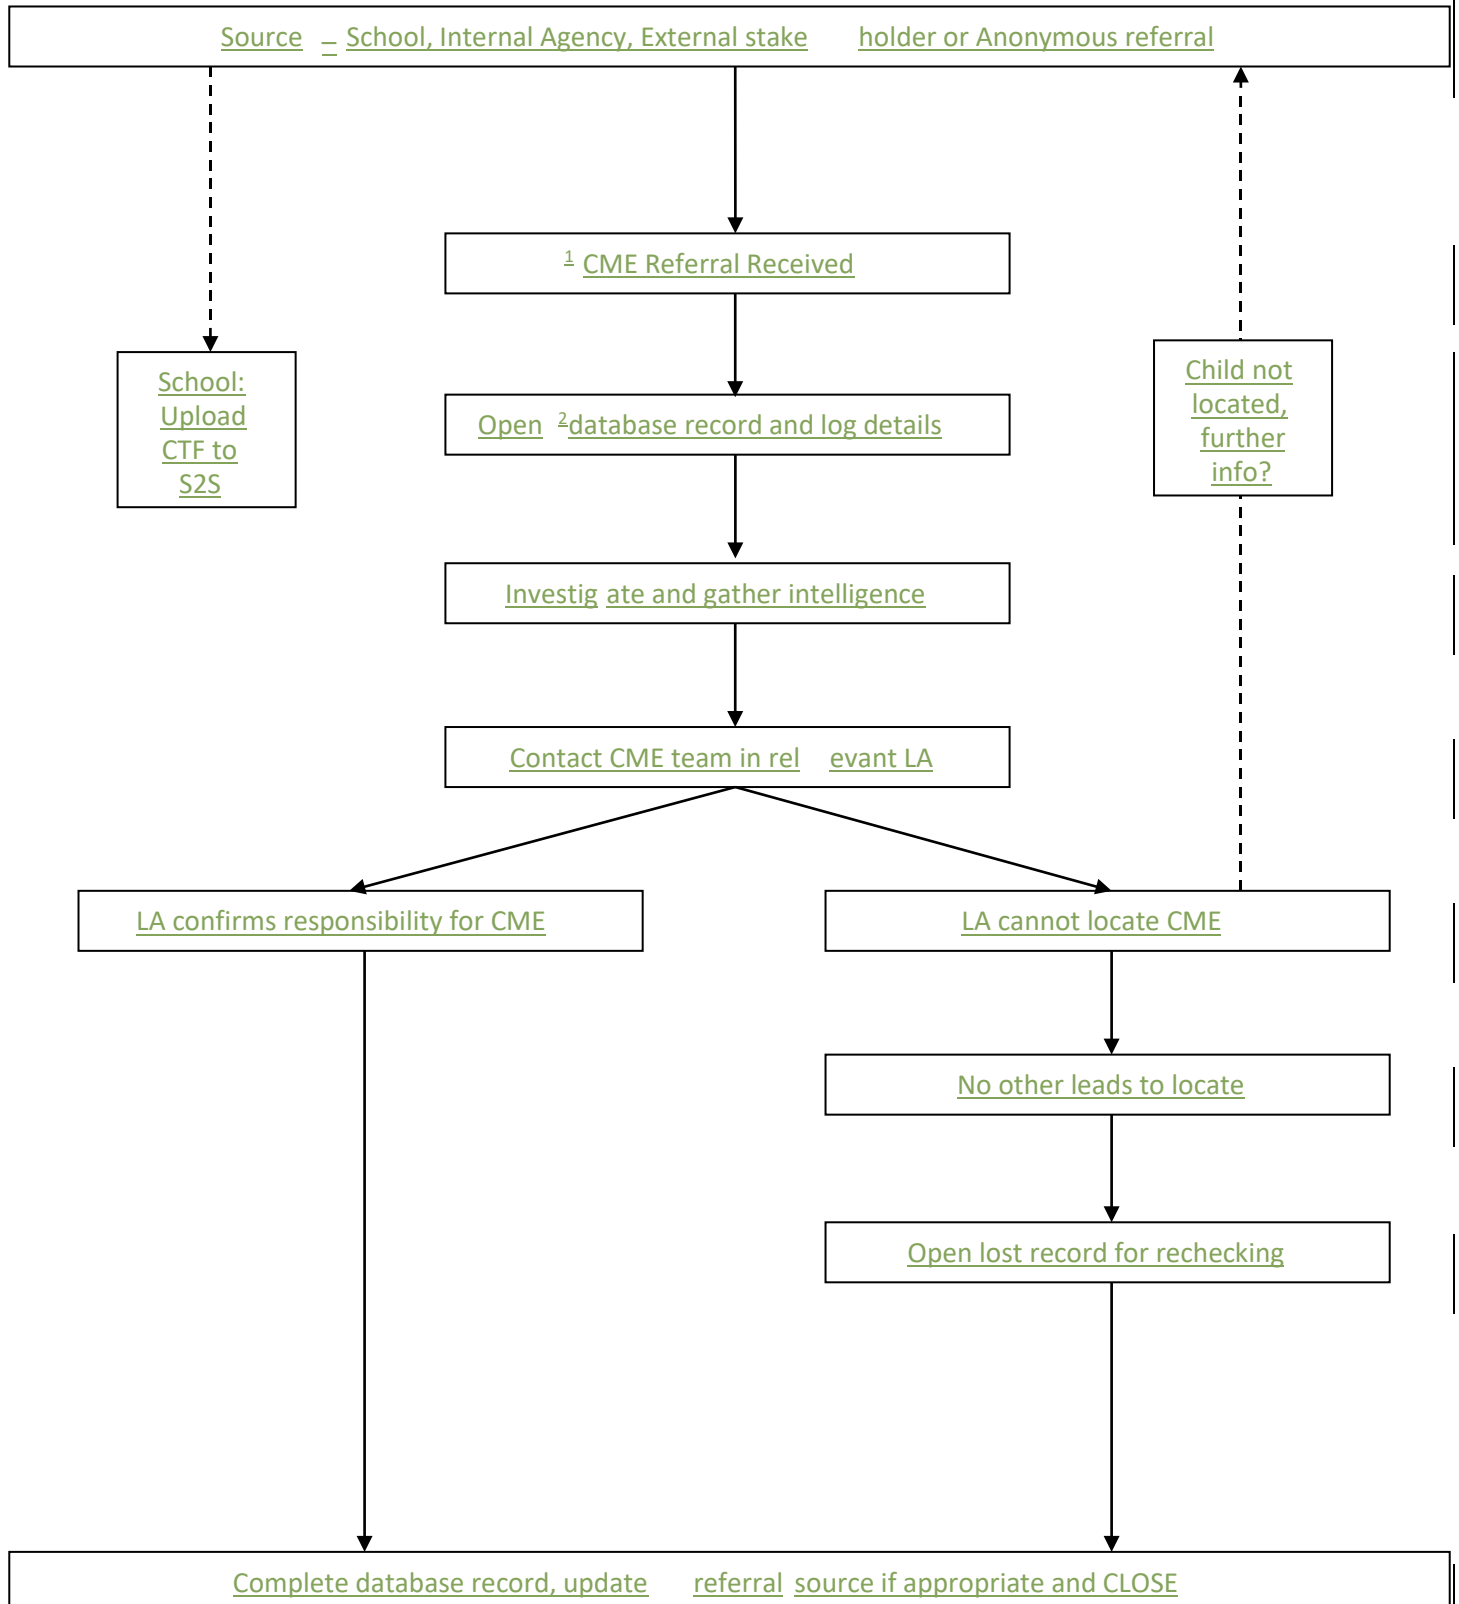 Source – School, Internal Agency, External stake holder or Anonymous referral
1 CME Referral Received
School:
Upload
CTF to
S2S
Child not
located,
further
info?
Open 2database record and log details
Investig ate and gather intelligence
Contact CME team in rel evant LA
LA confirms responsibility for CME
LA cannot locate CME
No other leads to locate
Open lost record for rechecking
Complete database record, update referral source if appropriate and CLOSE